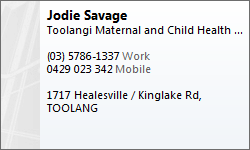 Jodie Savage
Toolangi Maternal and Child Health ...
(03) 5786-1337 Work
0429 023 342 Mobile
1717 Healesville / Kinglake Rd,
TOOLANG